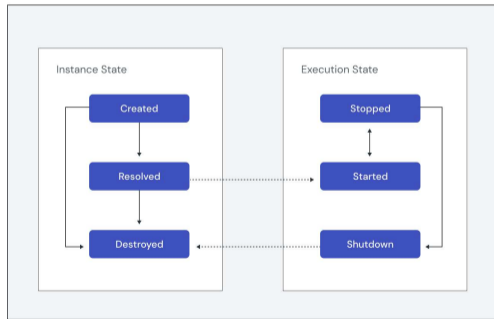 Instance State
Created
Resolved
Destroyed
Execution State
Stopped
Started
Shutdown